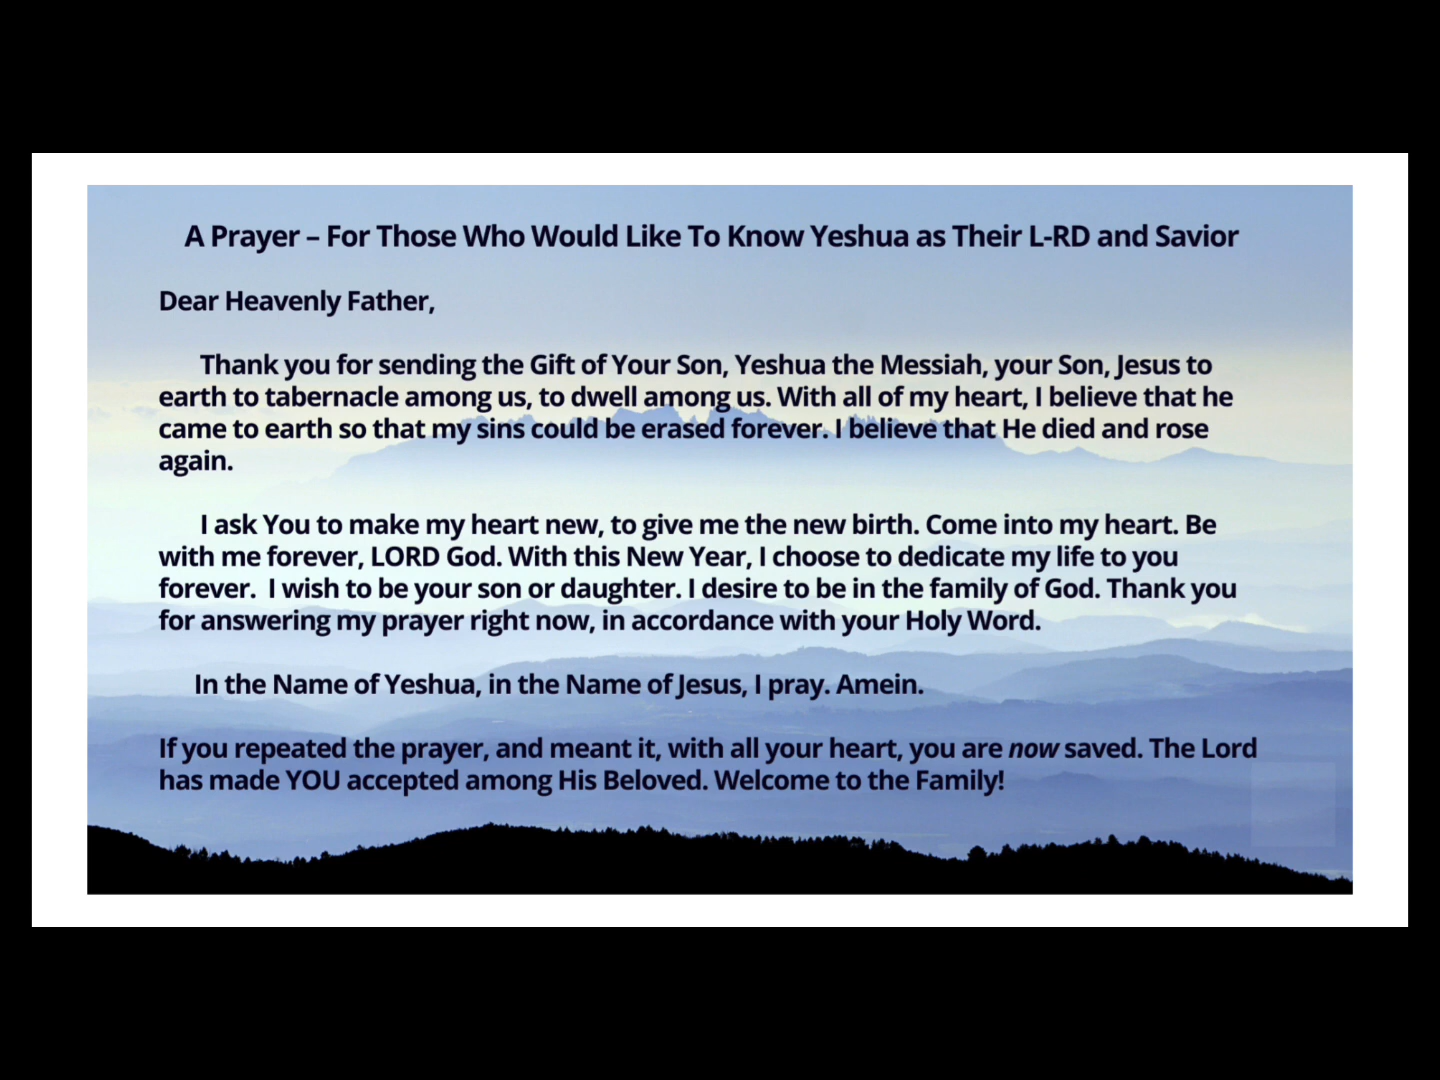 A Prayer – For Those Who Would Like To Know Yeshua as Their L-RD and Savior
Dear Heavenly Father,
Thank you for sending the Gift of Your Son, Yeshua the Messiah, your Son, Jesus to
earth to tabernacle among us, to dwell among us. With all of my heart, I believe that he
came to earth so that my sins could be erased forever. I believe that He died and rose
again.
I ask You to make my heart new, to give me the new birth. Come into my heart. Be
with me forever, LORD God. With this New Year, I choose to dedicate my life to you
forever.  I wish to be your son or daughter. I desire to be in the family of God. Thank you
for answering my prayer right now, in accordance with your Holy Word.
In the Name of Yeshua, in the Name of Jesus, I pray. Amein.
If you repeated the prayer, and meant it, with all your heart, you are now saved. The Lord
has made YOU accepted among His Beloved. Welcome to the Family!